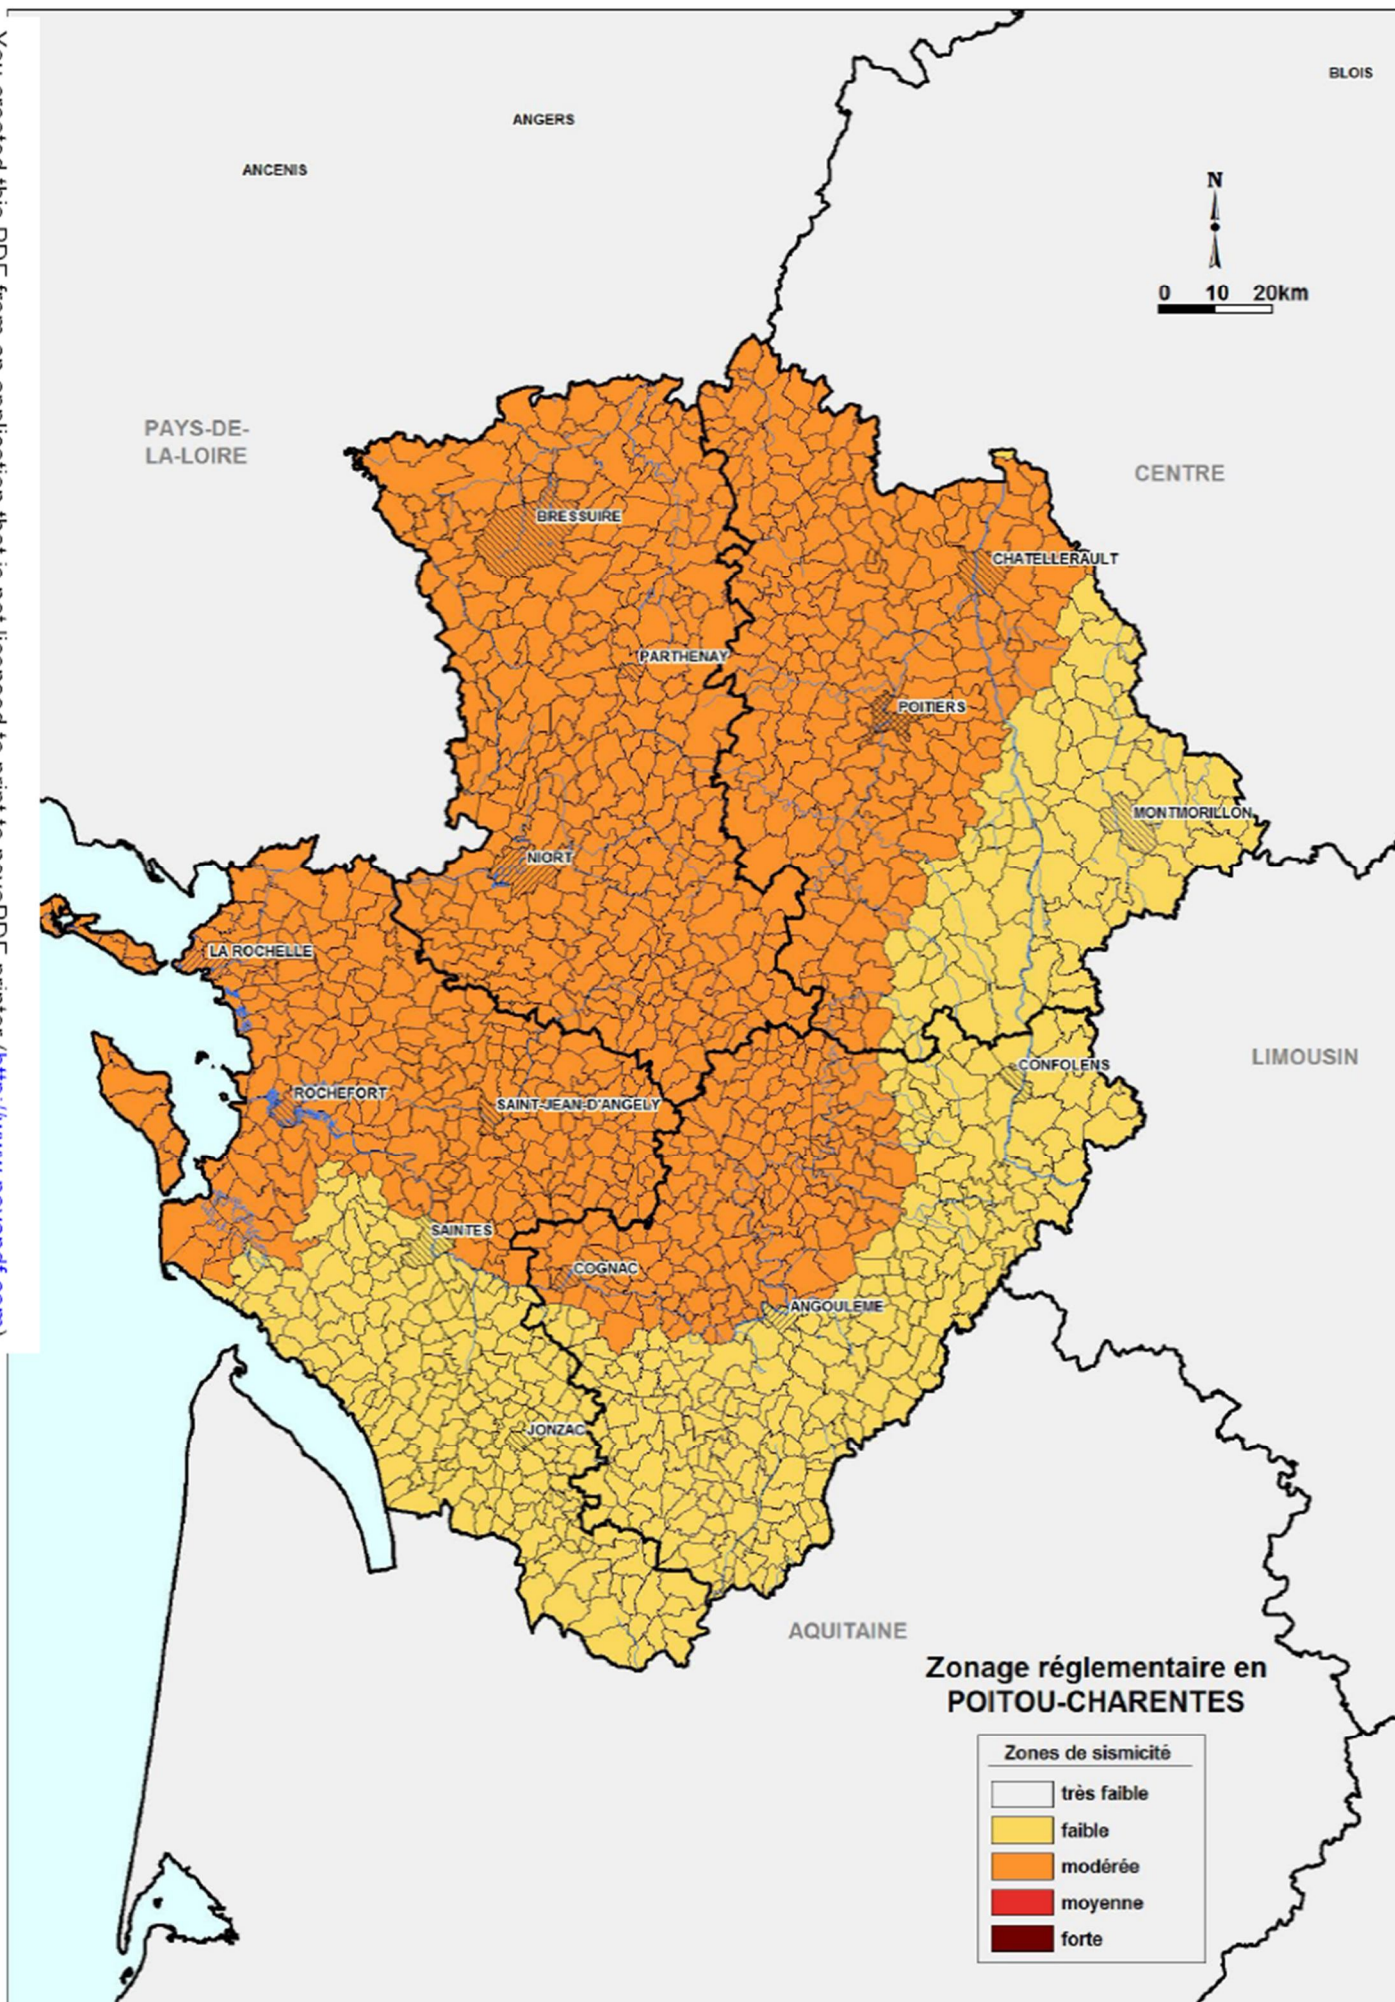 BLOIS
ANGERS
ANCENIS
N
0 10 20km
PAYS-DE-
LA-LOIRE
CENTRE
BRESSUIRE
CHATELLERAULT
PARTHENAY
POITIERS
MONTMORILLON
NIORT
LA ROCHELLE
LIMOUSIN
CONFOLENS
ROCHEFORT
SAINT-JEAN-D'ANGELY
SAINTES
COGNAC
ANGOULEME
JONZAC
AQUITAINE
Zonage réglementaire en
POITOU-CHARENTES
Zones de sismicité
très faible
faible
modérée
moyenne
forte